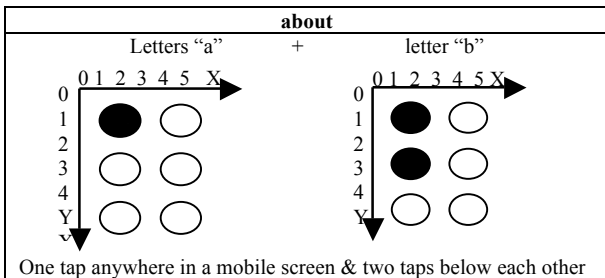 about
Letters “a” + letter “b”
0 1 2 3 4 5 X 0 1 2 3 4 5 X
0 0
1 1
2 2
3 3
4 4
Y Y
One tap anywhere in a mobile screen & two taps below each other